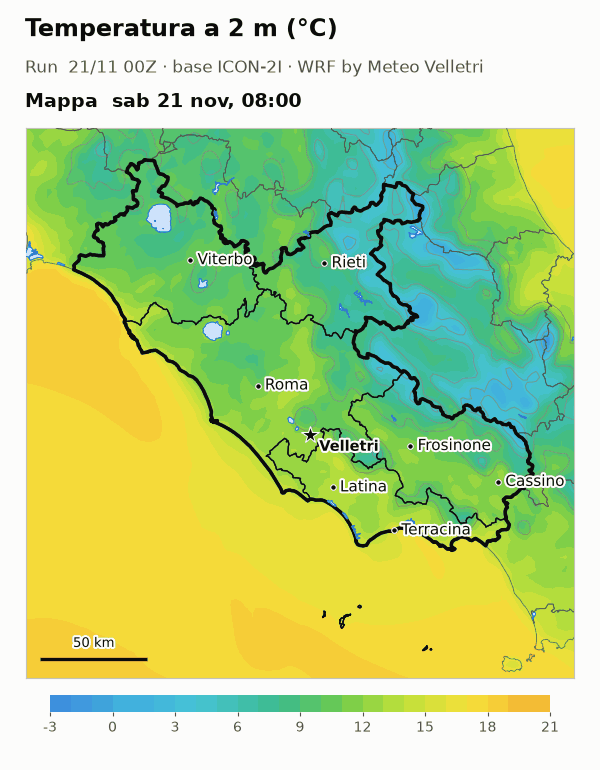 Temperatura a 2 m (°C)
Run  21/11 00Z · base ICON-2I · WRF by Meteo Velletri
Mappa  sab 21 nov, 08:00
Viterbo
Rieti
Roma
Velletri
Frosinone
Cassino
Latina
Terracina
50 km
-3 0 3 6 9 12 15 18 21